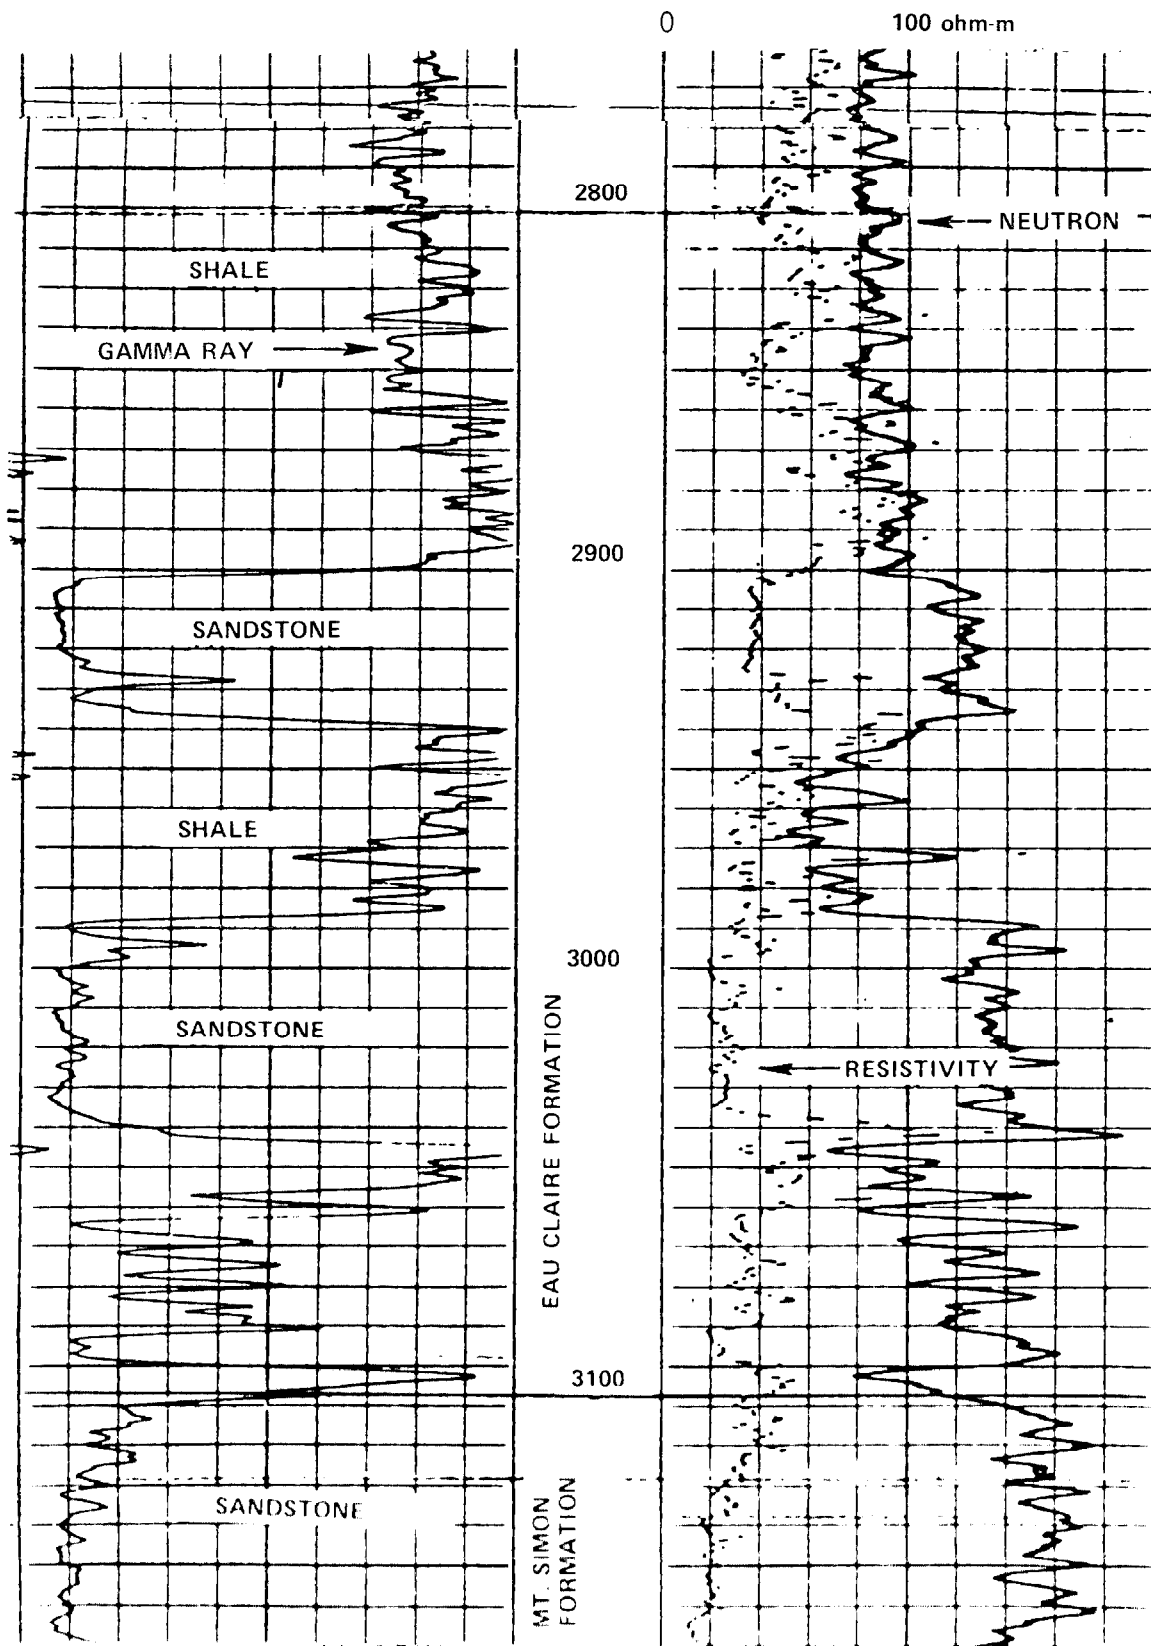 0 100 ohm-m
2800
NEUTRON
SHALE
GAMMA RAY
2900
SANDSTONE
SHALE
3000
SANDSTONE
RESISTIVITY
EAU CLAIRE FORMATION
3100
SANDSTONE
MT. SIMON
FORMATION